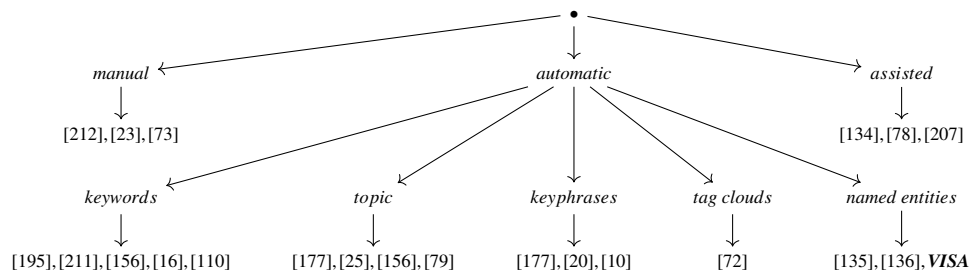 manual automatic assisted
[212],[23],[73] [134],[78],[207]
keywords topic keyphrases tag clouds named entities
[195],[211],[156],[16],[110] [177],[25],[156],[79] [177],[20],[10] [72] [135],[136],VISA